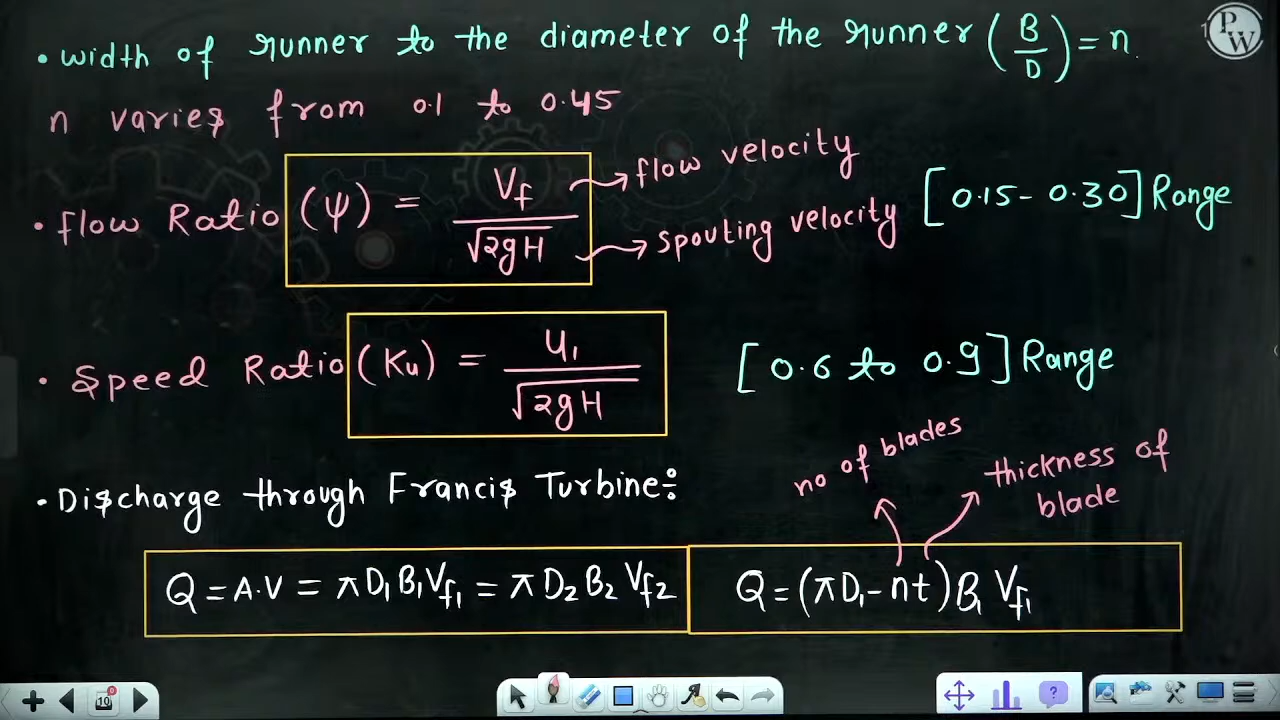 • width of runner to the diameter of the runner (B/D) = n
n varies from 0.1 to 0.45
• Flow Ratio (ψ) = Vf/√2gH
flow velocity
spouting velocity
[0.15 - 0.30] Range
• Speed Ratio (Ku) = u₁/√2gH
[0.6 to 0.9] Range
• Discharge through Francis Turbine:
no of blades
thickness of blade
Q = A.V = πD₁B₁Vf₁ = πD₂B₂Vf₂
Q = (πD₁ - nt)B₁Vf₁
PW
10